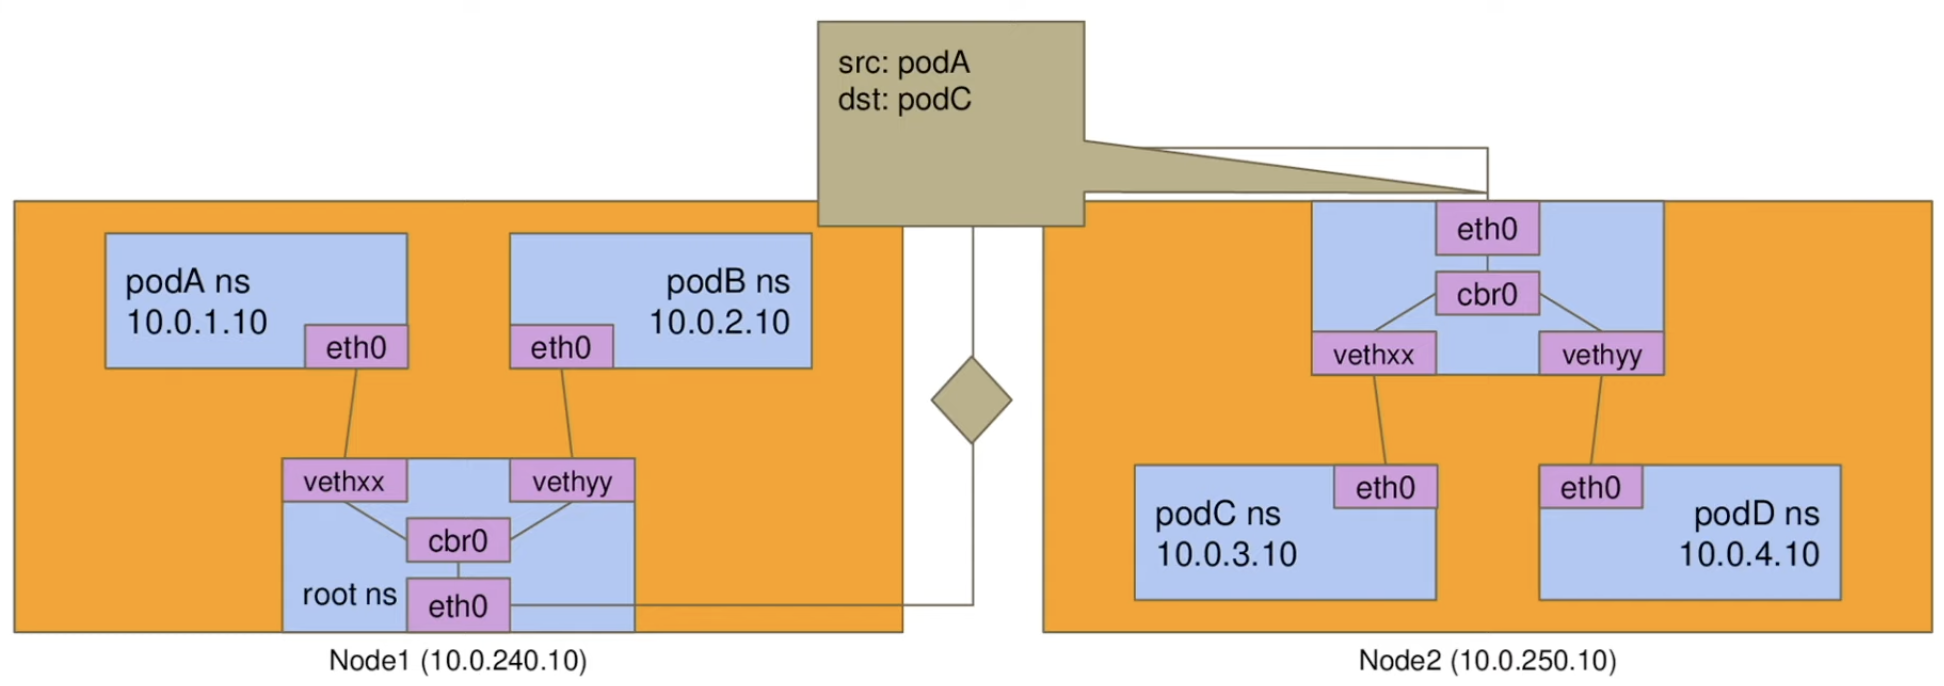 src: podA
dst: podC
podA ns
10.0.1.10
eth0
podB ns
10.0.2.10
eth0
vethxx
vethyy
cbr0
root ns
eth0
Node1 (10.0.240.10)
eth0
cbr0
vethxx
vethyy
eth0
podC ns
10.0.3.10
eth0
podD ns
10.0.4.10
Node2 (10.0.250.10)